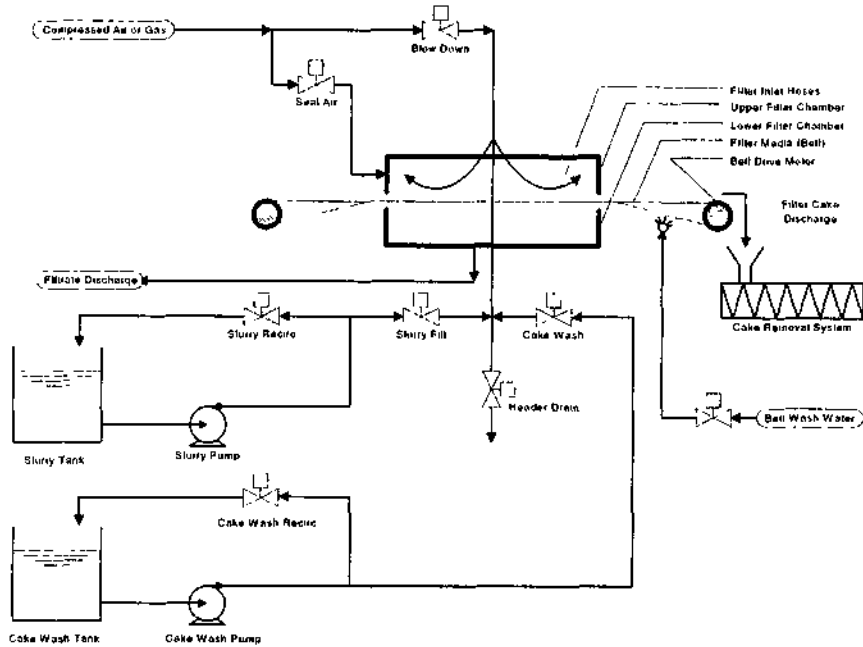 Compressed Air or Gas
Blow Down
Seal Air
Filter Inlet Hoses
Upper Filter Chamber
Lower Filter Chamber
Filter Media (Belt)
Belt Drive Motor
Filter Cake
Discharge
Filtrate Discharge
Cake Removal System
Slurry Recirc
Slurry Fill
Cake Wash
Header Drain
Belt Wash Water
Slurry Tank
Slurry Pump
Cake Wash Recirc
Cake Wash Tank
Cake Wash Pump